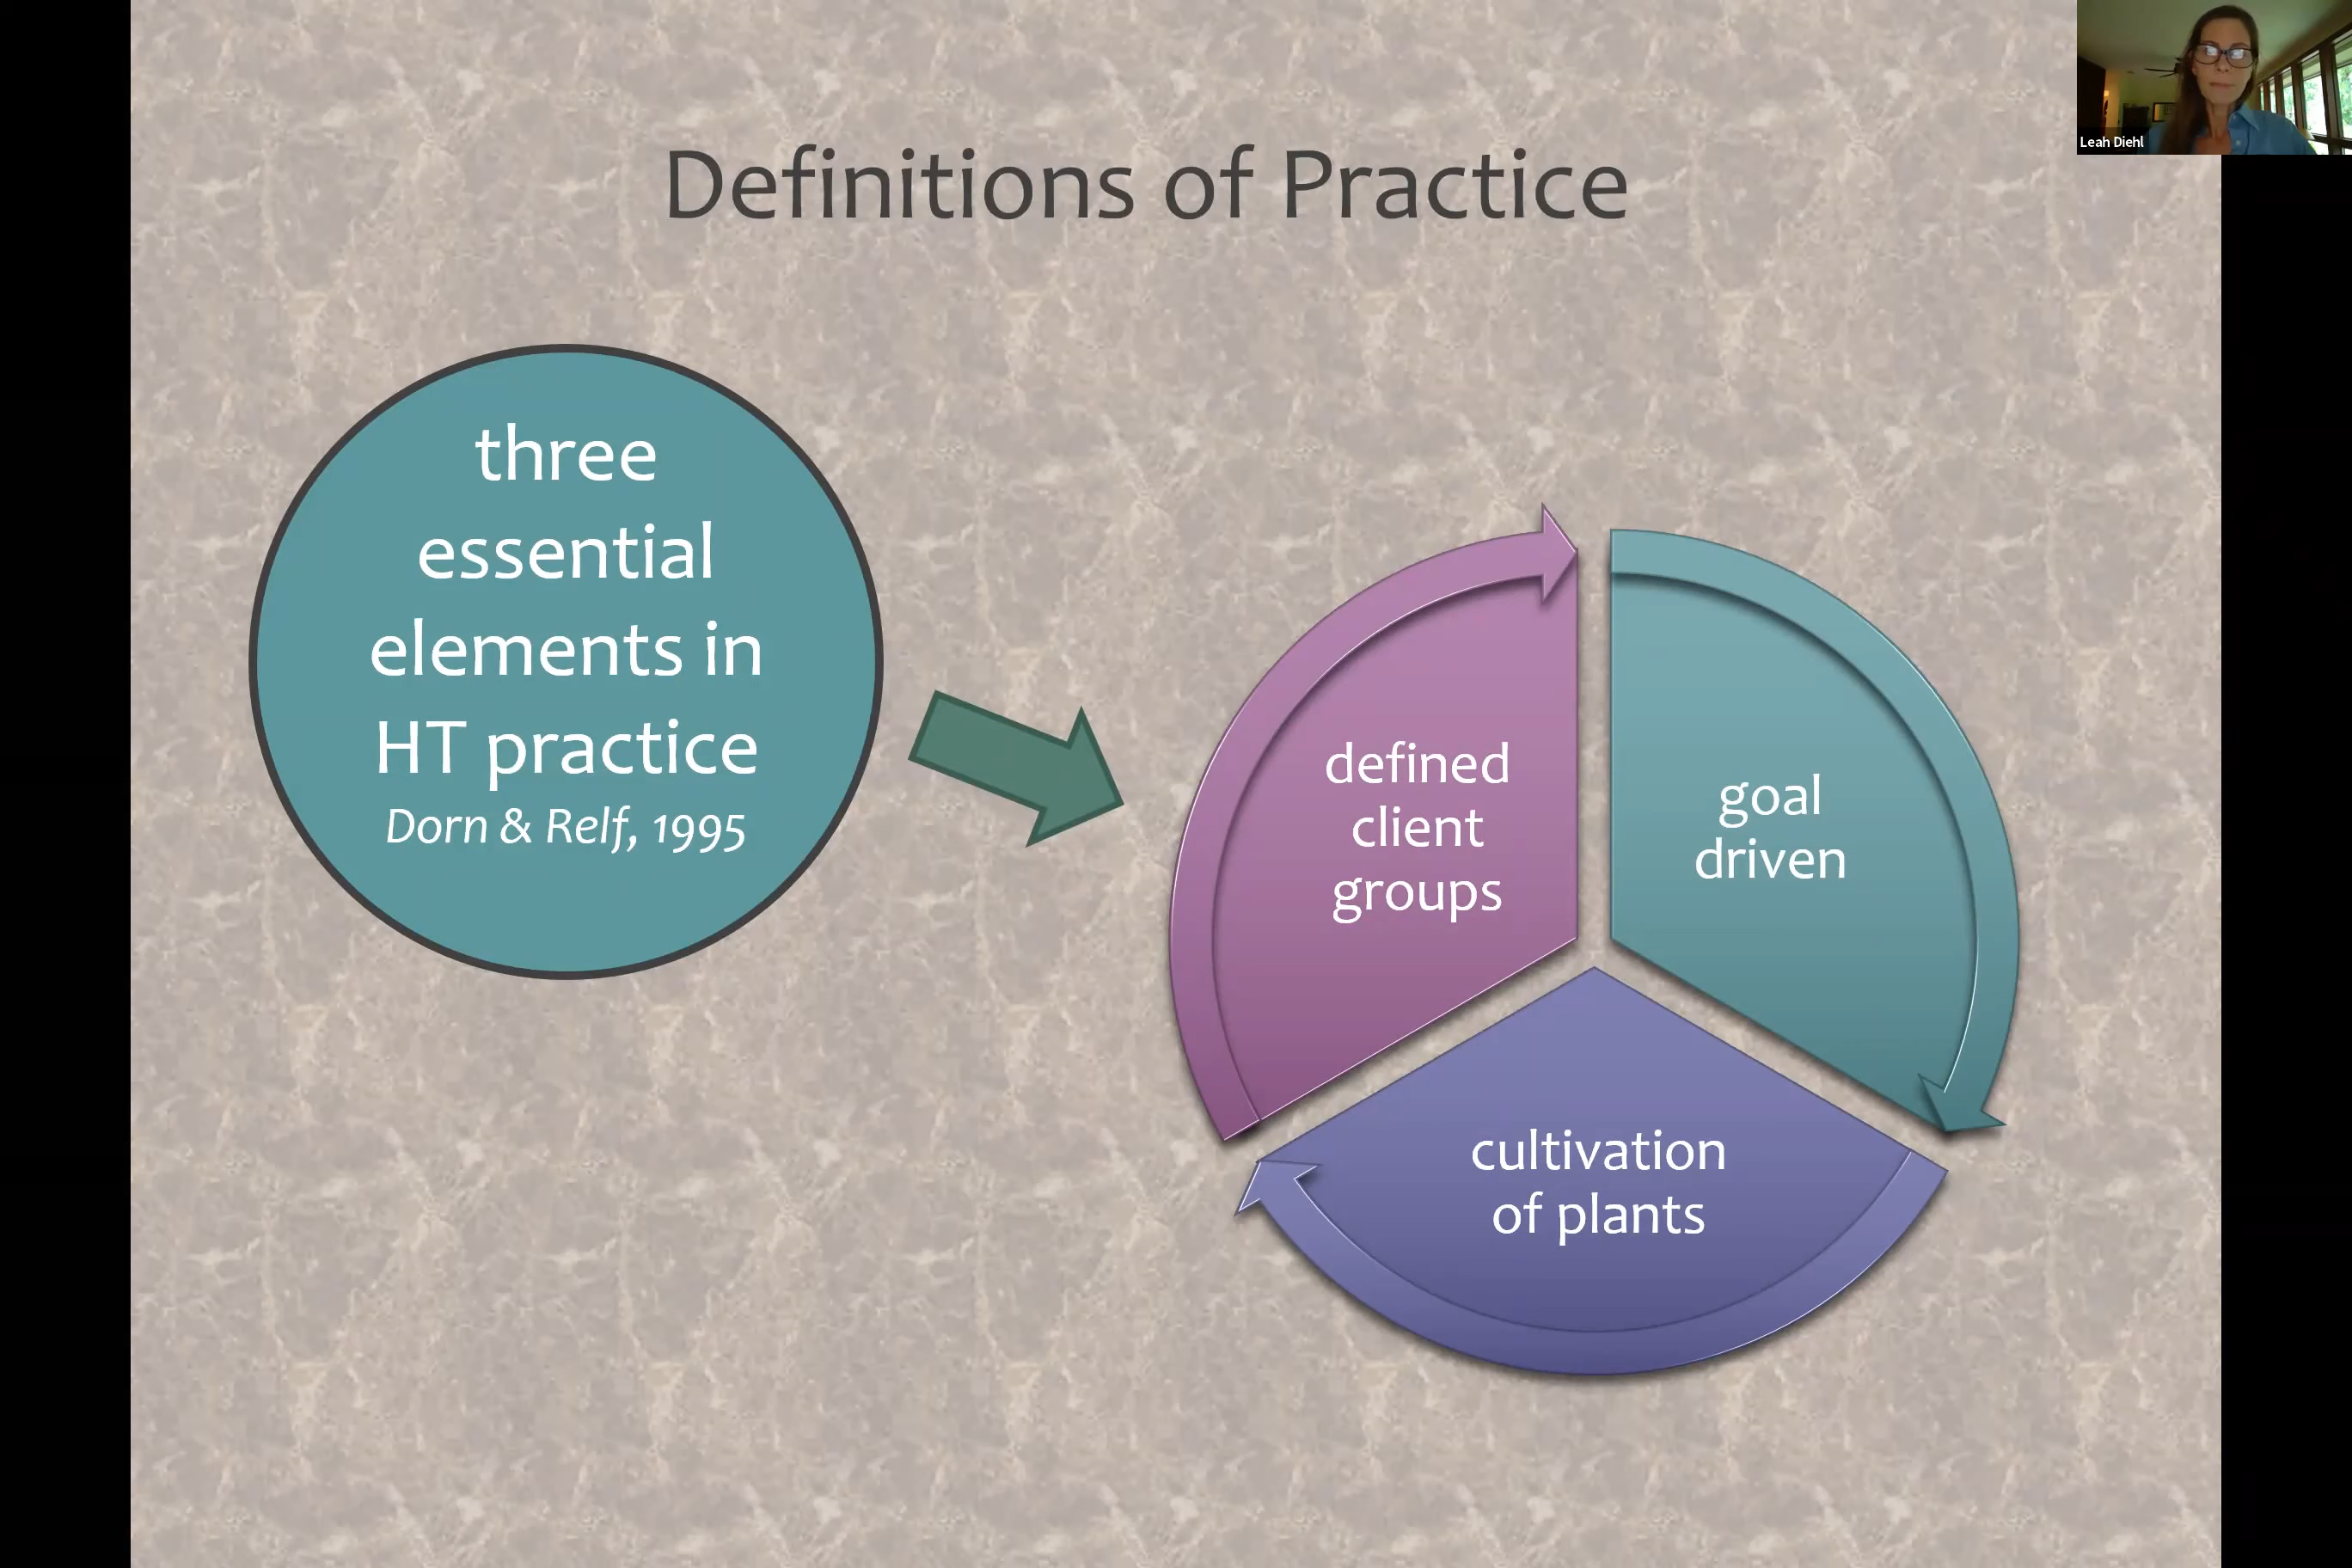 Definitions of Practice
Leah Diehl
three
essential
elements in
HT practice
Dorn & Relf, 1995
defined
client
groups
goal
driven
cultivation
of plants